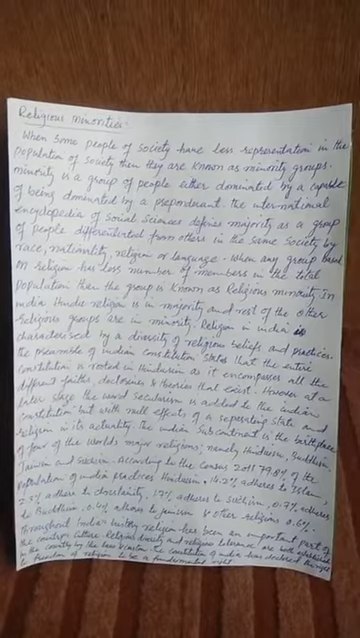 Religious minorities:
When some people of society have less representation in the
population of society then they are known as minority groups.
minority is a group of people either dominated by a capable
of being dominated by a prepondarant. the international
encyclopedia of Social Sciences defines majority as a group
of people differentiated from others in the same Society by
race, nationality, religion or language. when any group based
on religion has less number of members in the total
population then the group is known as Religious minority. In
india Hindu religion is in majority and rest of the other
religious groups are in minority. Religion in india is
characterised by a diversity of religious beliefs and practices.
the preamble of indian constitution states that the entire
constitution is rooted in Hinduism as it encompasses all the
different faiths, doctrines & theories that exist. However at a
later stage the word secularism is added to the indian
constitution but with null effects of a separating state and
religion in its actuality. the indian Subcontinent is the birthplace
of four of the worlds major religions; namely Hinduism, Buddhism,
Jainism and Sikhism. According to the Census 2011 79.8% of the
population of india practices Hinduism. 14.2% adheres to Islam,
2.3% adhere to christianity, 1.7% adheres to Sikhism, 0.7% adheres
to Buddhism, 0.4% adheres to jainism & other religions 0.6%.
Throughout India's history religion has been an important part of
the country's culture. Religious diversity and religious tolerance are both established
in the country by the law & custom. the constitution of india has declared the right
to freedom of religion to be a fundamental right